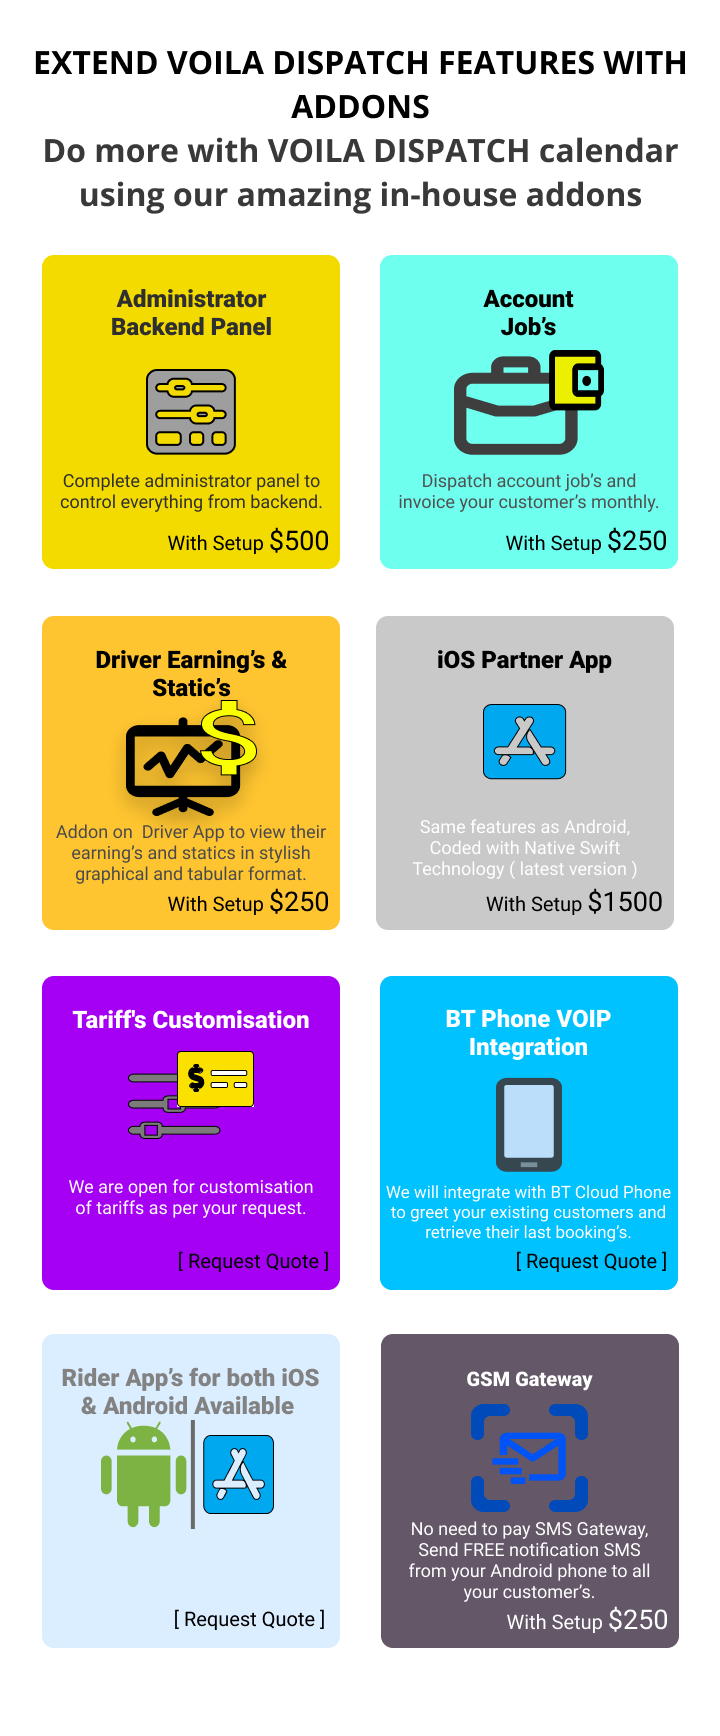 EXTEND VOILA DISPATCH FEATURES WITH
ADDONS
Do more with VOILA DISPATCH calendar
using our amazing in-house addons
Administrator
Backend Panel
Complete administrator panel to
control everything from backend.
With Setup $500
Account
Job's
Dispatch account job's and
invoice your customer's monthly.
With Setup $250
Driver Earning's &
Static's
$
Addon on  Driver App to view their
earning's and statics in stylish
graphical and tabular format.
With Setup $250
iOS Partner App
Same features as Android,
Coded with Native Swift
Technology ( latest version )
With Setup $1500
Tariff's Customisation
$
We are open for customisation
of tariffs as per your request.
[ Request Quote ]
BT Phone VOIP
Integration
We will integrate with BT Cloud Phone
to greet your existing customers and
retrieve their last booking's.
[ Request Quote ]
Rider App's for both iOS
& Android Available
[ Request Quote ]
GSM Gateway
No need to pay SMS Gateway,
Send FREE notification SMS
from your Android phone to all
your customer's.
With Setup $250